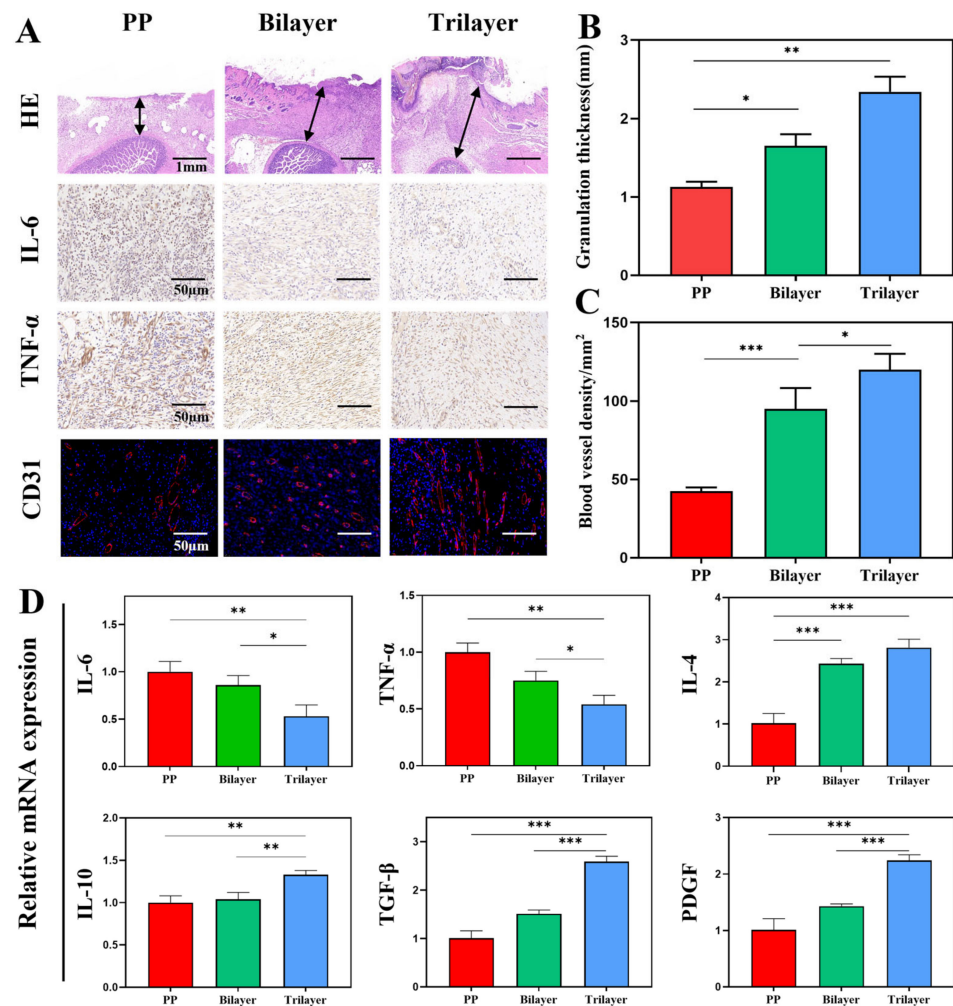 A
PP Bilayer Trilayer
HE
1mm
IL-6
50μm
TNF-α
50μm
CD31
50μm
B
Granulation thickness(mm)
3
2
1
0
**
*
PP Bilayer Trilayer
C
Blood vessel density/mm²
150
100
50
0
***
*
PP Bilayer Trilayer
D
Relative mRNA expression
IL-6
1.5
1.0
0.5
0.0
**
*
PP Bilayer Trilayer
TNF-α
1.5
1.0
0.5
0.0
**
*
PP Bilayer Trilayer
IL-4
4
3
2
1
0
***
***
PP Bilayer Trilayer
IL-10
2.0
1.5
1.0
0.5
0.0
**
**
PP Bilayer Trilayer
TGF-β
2
1
0
***
***
PP Bilayer Trilayer
PDGF
2
1
0
***
***
PP Bilayer Trilayer